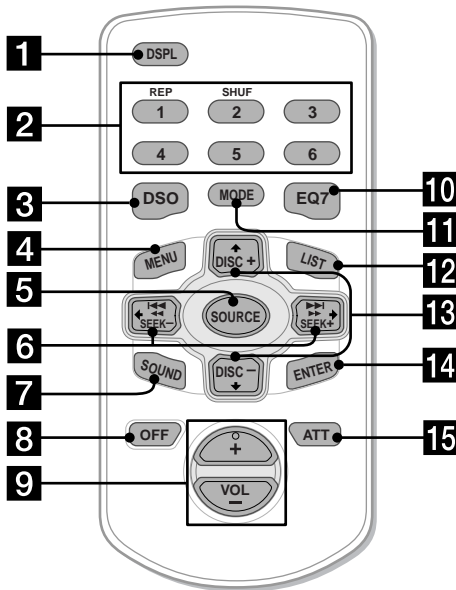 1 DSPL
REP SHUF
2 1 2 3
4 5 6
3 DSO MODE EQ7 10
11
4 MENU DISC + LIST 12
5 SOURCE 13
6 SEEK– SEEK+
7 SOUND DISC – ENTER 14
8 OFF ATT 15
9 +
VOL
–